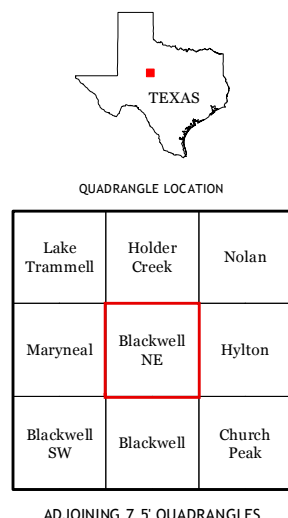 TEXAS
QUADRANGLE LOCATION
Lake
Trammell
Holder
Creek
Nolan
Maryneal
Blackwell
NE
Hylton
Blackwell
SW
Blackwell
Church
Peak
ADJOINING 7.5' QUADRANGLES